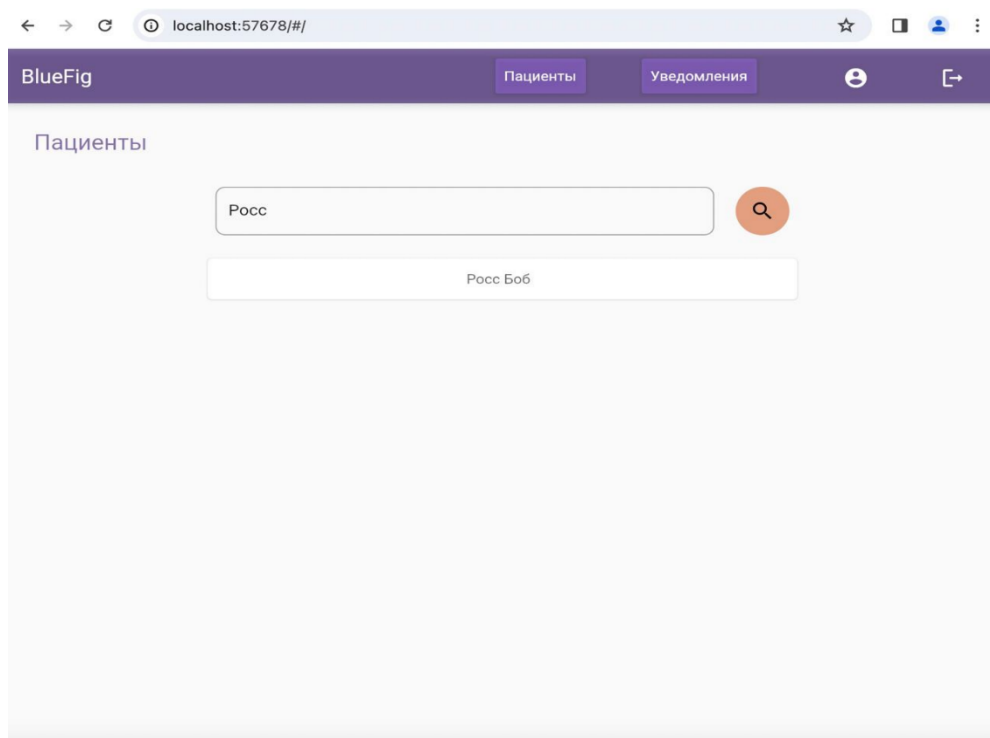 localhost:57678/#/
BlueFig Пациенты Уведомления
Пациенты
Росс
Росс Боб